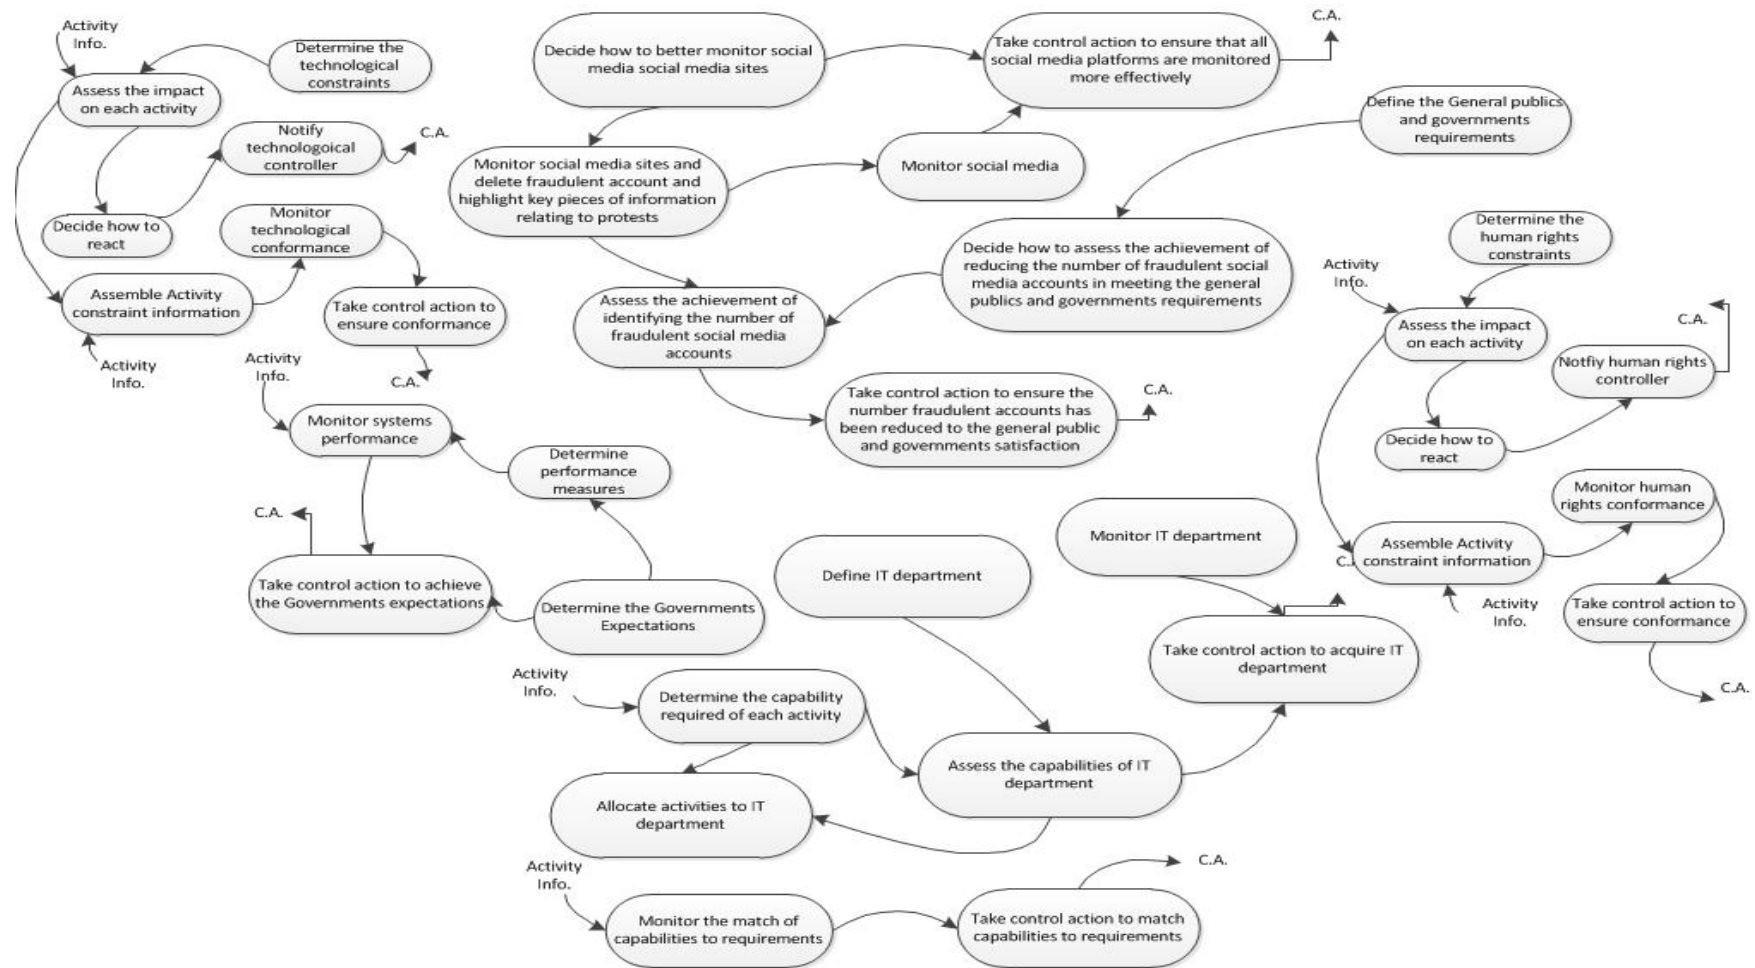 Activity
Info.
Determine the
technological
constraints
Assess the impact
on each activity
Notify
technologoical
controller
C.A.
Decide how to
react
Monitor
technological
conformance
Assemble Activity
constraint information
Take control action to
ensure conformance
Activity
Info.
C.A.
Decide how to better monitor social
media social media sites
Take control action to ensure that all
social media platforms are monitored
more effectively
C.A.
Monitor social media sites and
delete fraudulent account and
highlight key pieces of information
relating to protests
Monitor social media
Define the General publics
and governments
requirements
Decide how to assess the achievement of
reducing the number of fraudulent social
media accounts in meeting the general
publics and governments requirements
Assess the achievement of
identifying the number of
fraudulent social media
accounts
Take control action to ensure the
number fraudulent accounts has
been reduced to the general public
and governments satisfaction
C.A.
Determine the
human rights
constraints
Activity
Info.
Assess the impact
on each activity
C.A.
Notfiy human rights
controller
Decide how to
react
Monitor human
rights conformance
Assemble Activity
constraint information
C.
Activity
Info.
Take control action to
ensure conformance
C.A.
Activity
Info.
Monitor systems
performance
Determine
performance
measures
C.A.
Take control action to achieve
the Governments expectations
Determine the Governments
Expectations
Define IT department
Monitor IT department
Take control action to acquire IT
department
Activity
Info.
Determine the capability
required of each activity
Assess the capabilities of IT
department
Allocate activities to IT
department
Activity
Info.
Monitor the match of
capabilities to requirements
Take control action to match
capabilities to requirements
C.A.